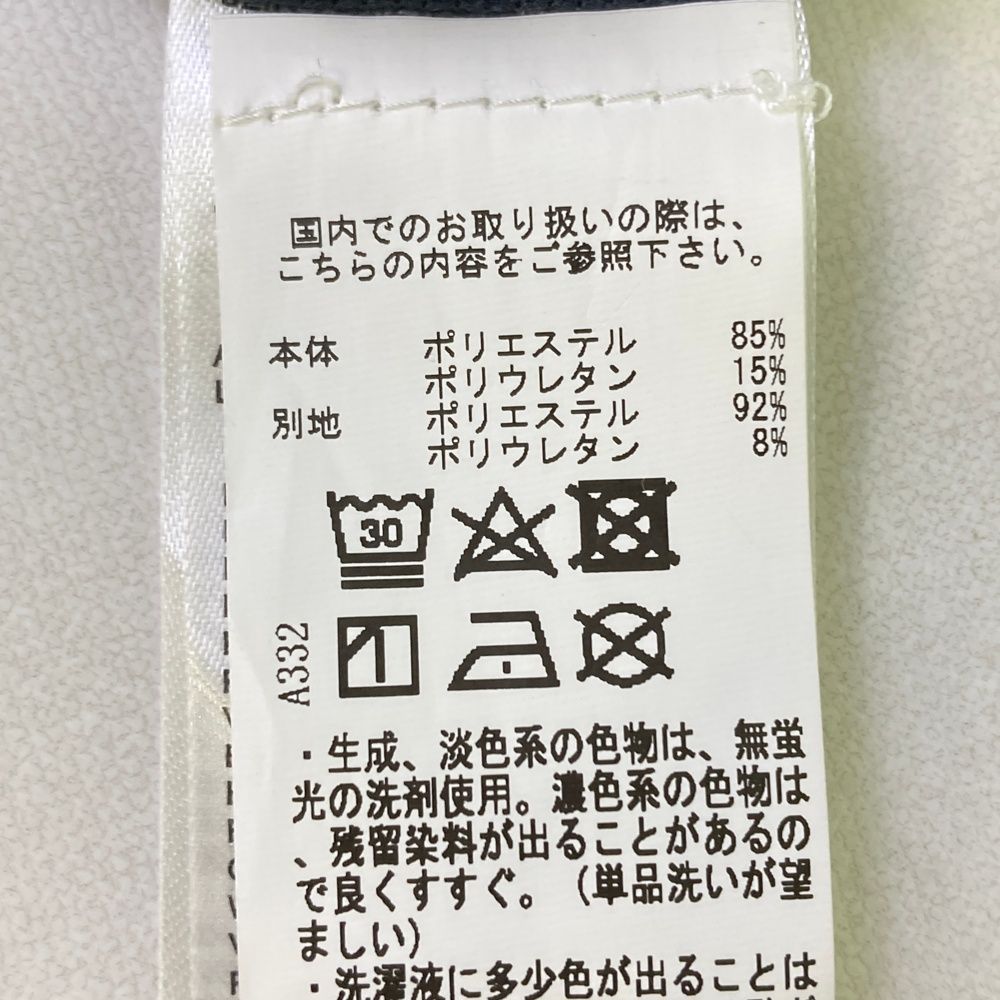 国内でのお取り扱いの際は、
こちらの内容をご参照下さい。
本体 ポリエステル 85%
ポリウレタン 15%
別地 ポリエステル 92%
ポリウレタン 8%
30
A332
・生成、淡色系の色物は、無蛍
光の洗剤使用。濃色系の色物は
、残留染料が出ることがあるの
で良くすすぐ。(単品洗いが望
ましい)
・洗濯液に多少色が出ることは